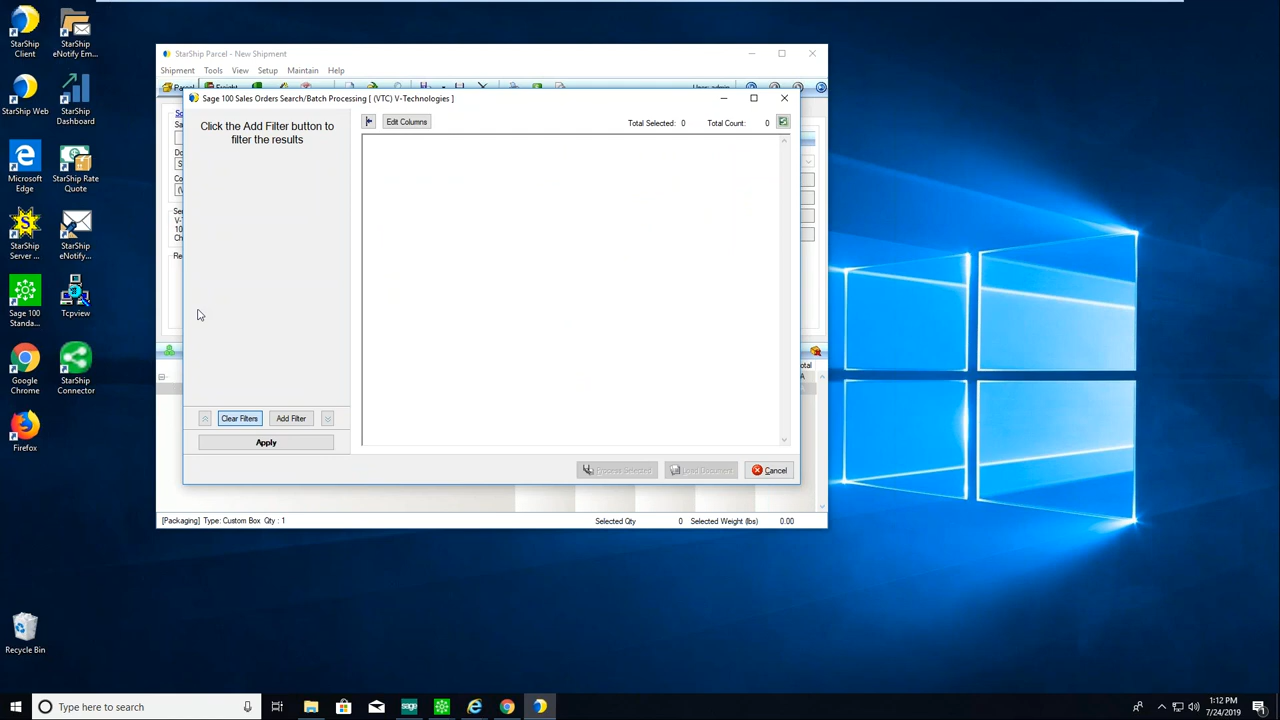 StarShip
Client
StarShip
eNotify Em...
StarShip Web
StarShip
Dashboard
Microsoft
Edge
StarShip Rate
Quote
StarShip
Server ...
StarShip
eNotify...
Sage 100
Standa...
Tcpview
Google
Chrome
StarShip
Connector
Firefox
Recycle Bin
StarShip Parcel - New Shipment
Shipment Tools View Setup Maintain Help
Sage 100 Sales Orders Search/Batch Processing [ (VTC) V-Technologies ]
Click the Add Filter button to
filter the results
Edit Columns
Total Selected: 0 Total Count: 0
Clear Filters Add Filter
Apply
Process Selected Load Document Cancel
[Packaging] Type: Custom Box Qty : 1 Selected Qty 0 Selected Weight (lbs) 0.00
Type here to search
sage
1:12 PM
7/24/2019